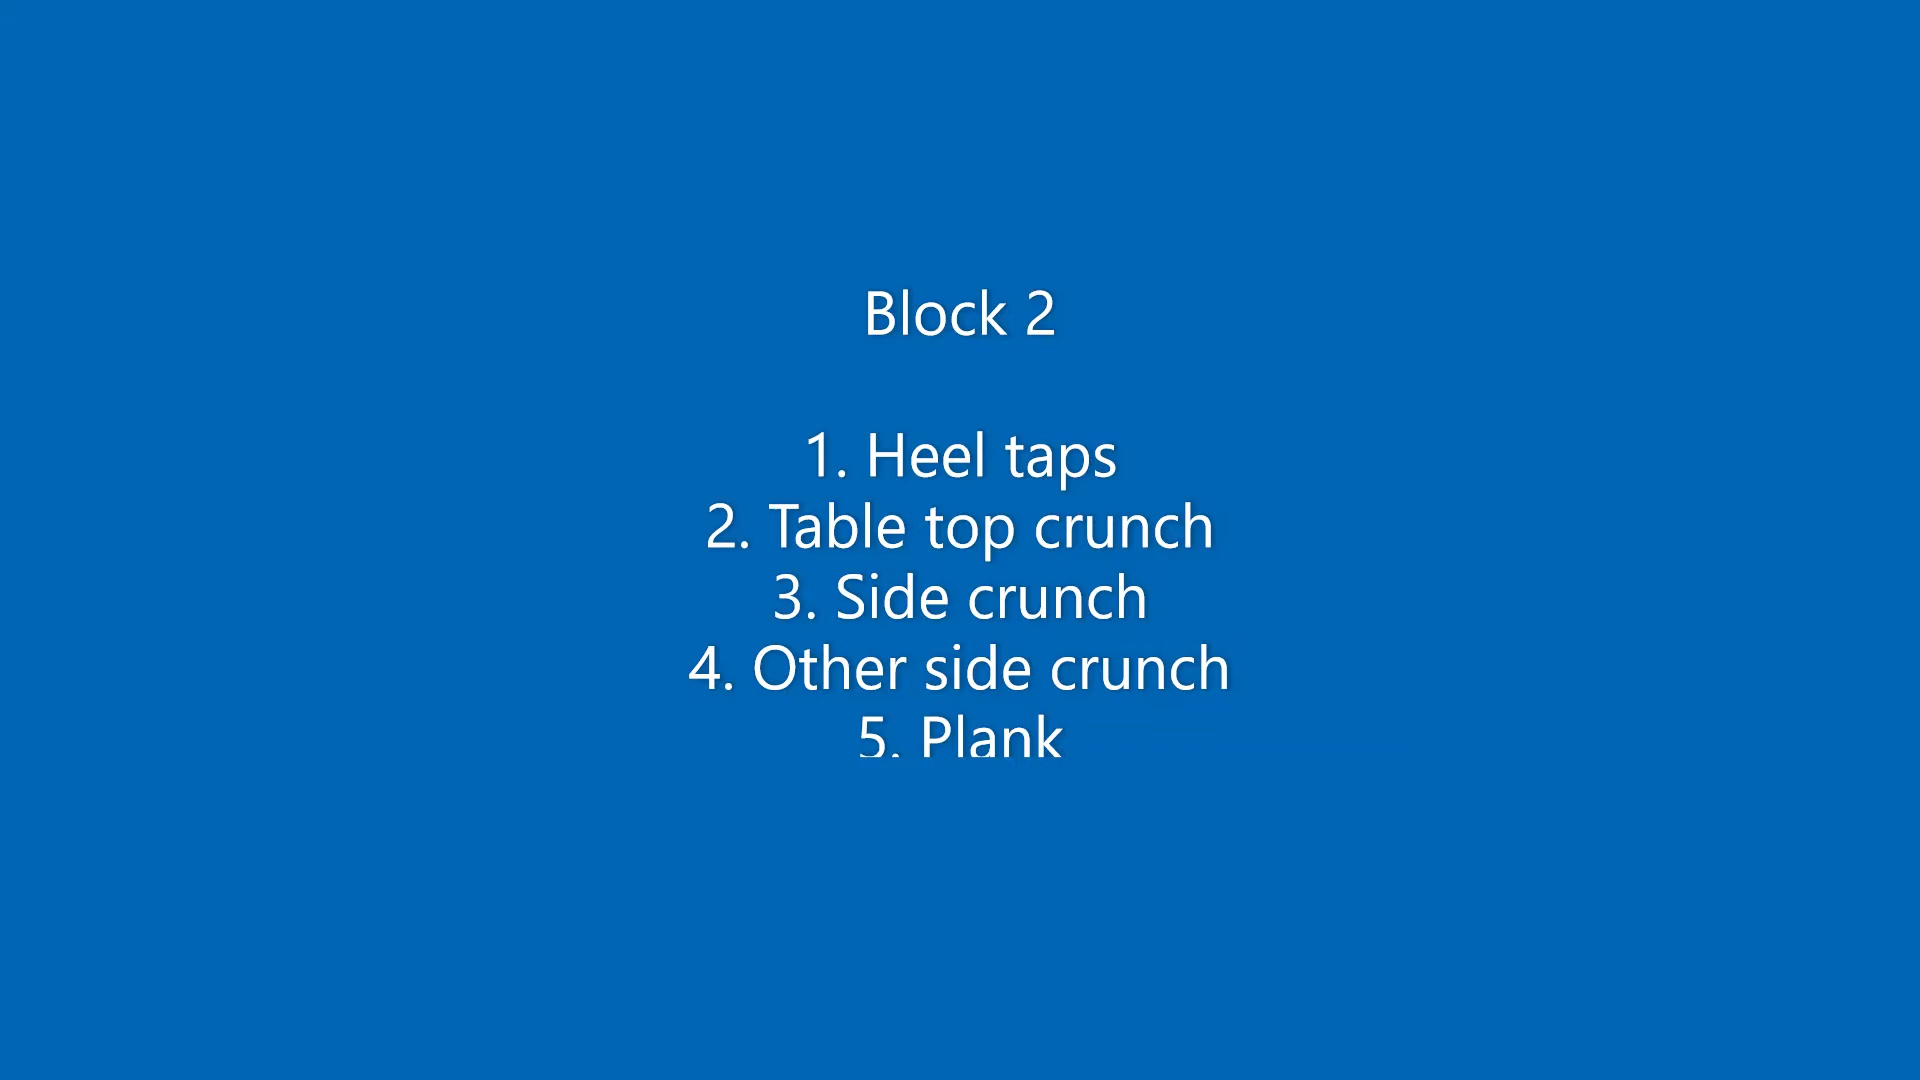 Block 2
1. Heel taps
2. Table top crunch
3. Side crunch
4. Other side crunch
5. Plank